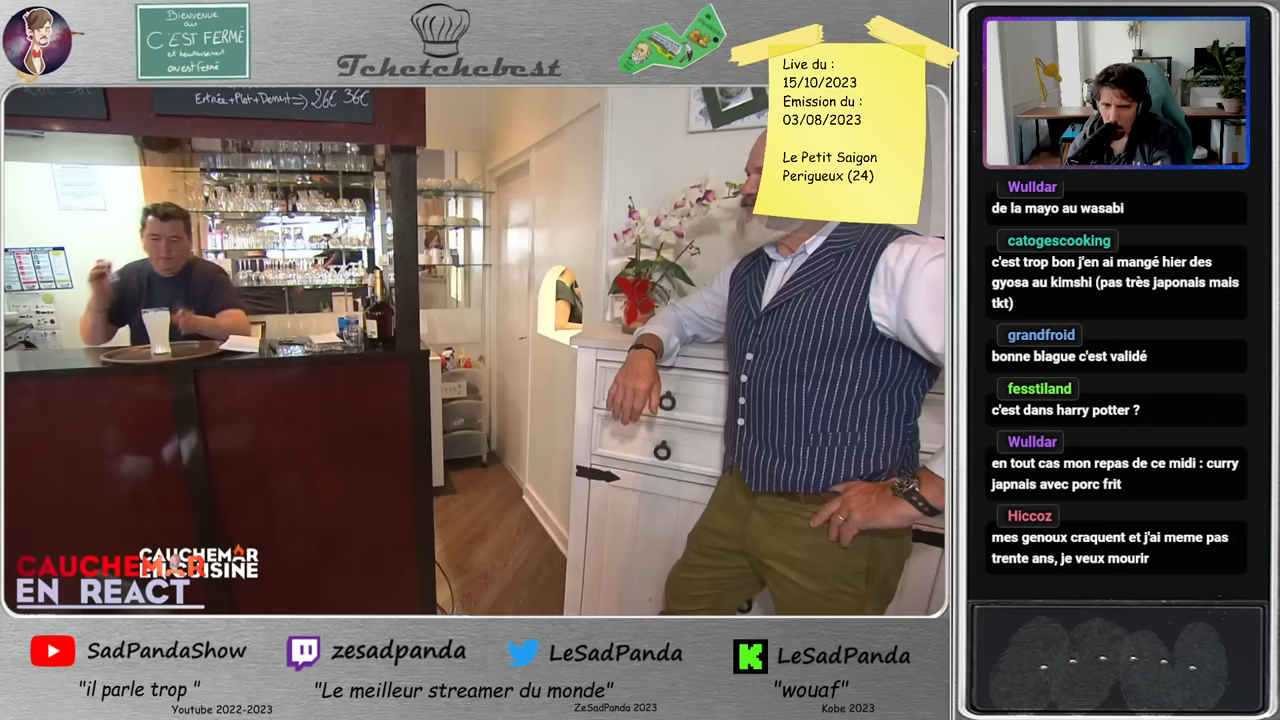 Bienvenue
au
C'EST FERMÉ
et heureusement
on est fermé
Tchetchebest
Live du :
15/10/2023
Emission du :
03/08/2023
Le Petit Saigon
Perigueux (24)
Entrée+Plat+Dessert=> 26€ 36€
CAUCHEMAR
EN CUISINE
CAUCHEMAR
EN REACT
Wulldar
de la mayo au wasabi
catogescooking
c'est trop bon j'en ai mangé hier des
gyosa au kimshi (pas très japonais mais
tkt)
grandfroid
bonne blague c'est validé
fesstiland
c'est dans harry potter ?
Wulldar
en tout cas mon repas de ce midi : curry
japnais avec porc frit
Hiccoz
mes genoux craquent et j'ai meme pas
trente ans, je veux mourir
SadPandaShow
zesadpanda
LeSadPanda
LeSadPanda
"il parle trop "
Youtube 2022-2023
"Le meilleur streamer du monde"
ZeSadPanda 2023
"wouaf"
Kobe 2023